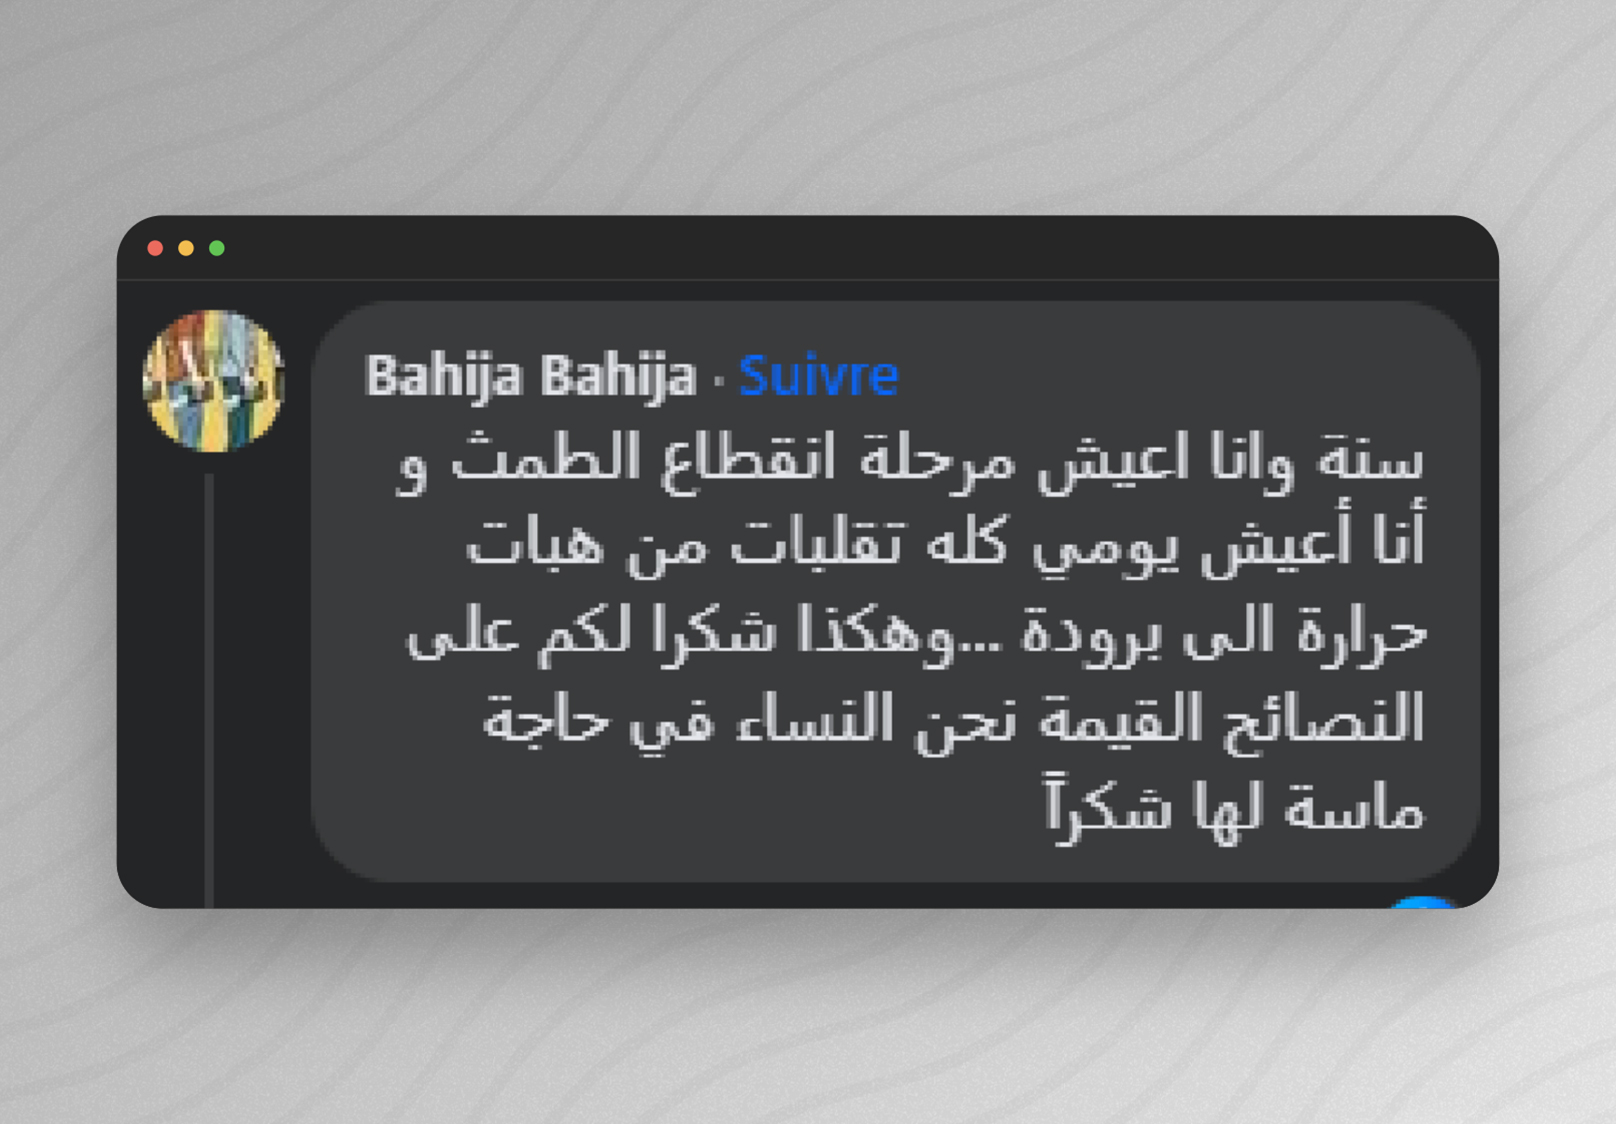 Bahija Bahija · Suivre
سنة وانا اعيش مرحلة انقطاع الطمث و
أنا أعيش يومي كله تقلبات من هبات
حرارة الى برودة ...وهكذا شكرا لكم على
النصائح القيمة نحن النساء في حاجة
ماسة لها شكراً